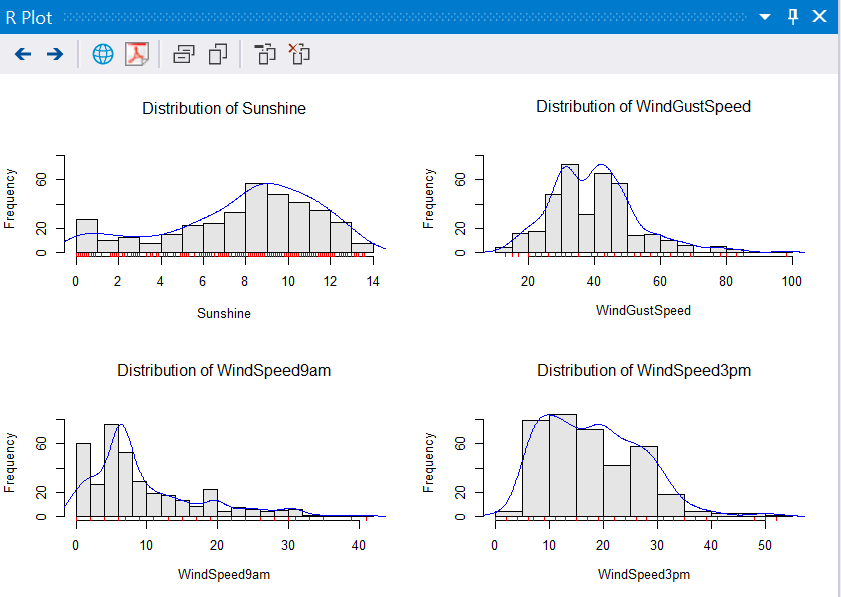 R Plot
Distribution of Sunshine
Frequency
60
20
0
0 2 4 6 8 10 12 14
Sunshine
Distribution of WindGustSpeed
Frequency
60
20
0
20 40 60 80 100
WindGustSpeed
Distribution of WindSpeed9am
Frequency
60
20
0
0 10 20 30 40
WindSpeed9am
Distribution of WindSpeed3pm
Frequency
60
20
0
0 10 20 30 40 50
WindSpeed3pm